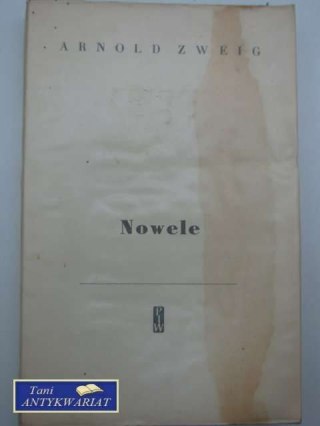 ARNOLD ZWEIG
Nowele
PIW
Tani
ANTYKWARIAT